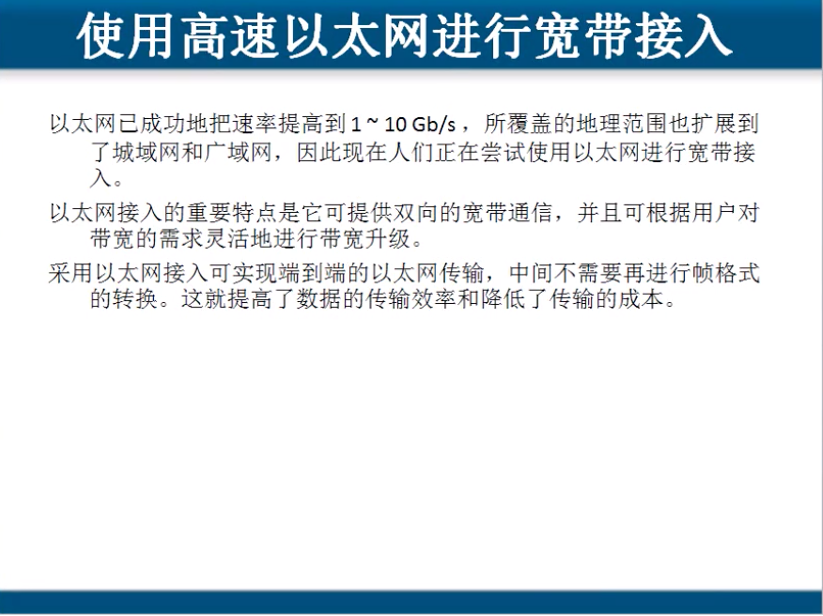 使用高速以太网进行宽带接入
以太网已成功地把速率提高到 1 ~ 10 Gb/s ，所覆盖的地理范围也扩展到
了城域网和广域网，因此现在人们正在尝试使用以太网进行宽带接
入。
以太网接入的重要特点是它可提供双向的宽带通信，并且可根据用户对
带宽的需求灵活地进行带宽升级。
采用以太网接入可实现端到端的以太网传输，中间不需要再进行帧格式
的转换。这就提高了数据的传输效率和降低了传输的成本。